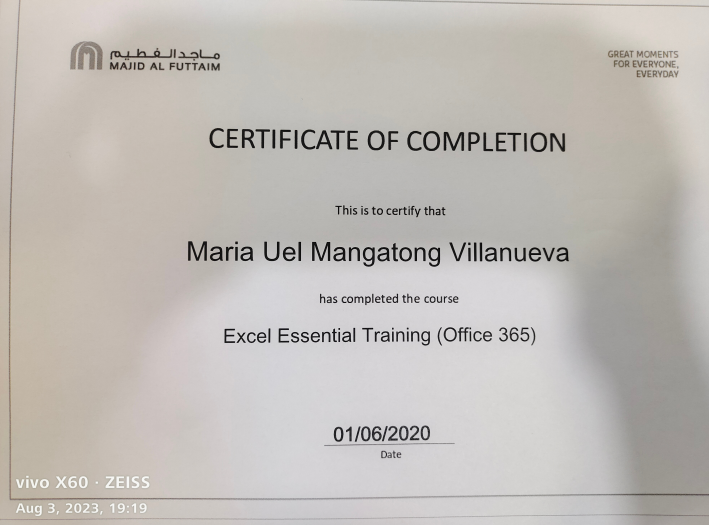 ماجد الفطيم
MAJID AL FUTTAIM
GREAT MOMENTS
FOR EVERYONE,
EVERYDAY
CERTIFICATE OF COMPLETION
This is to certify that
Maria Uel Mangatong Villanueva
has completed the course
Excel Essential Training (Office 365)
01/06/2020
Date
vivo X60 · ZEISS
Aug 3, 2023, 19:19